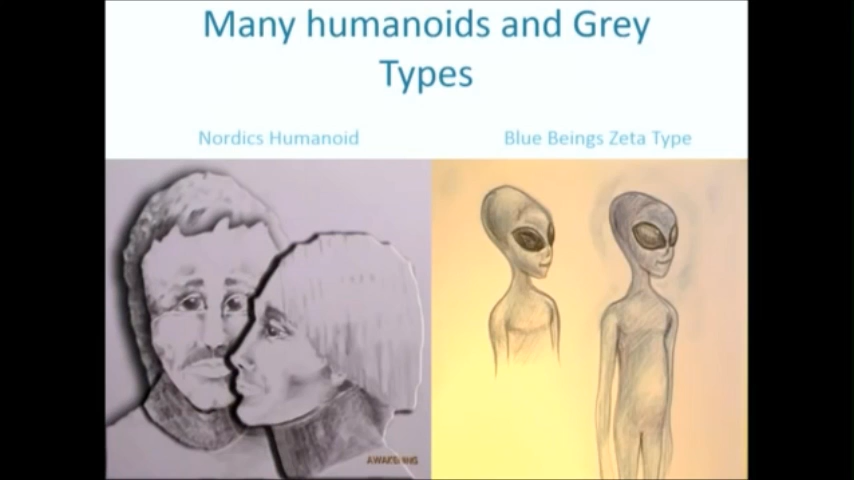 Many humanoids and Grey
Types
Nordics Humanoid
Blue Beings Zeta Type
AWAKENING